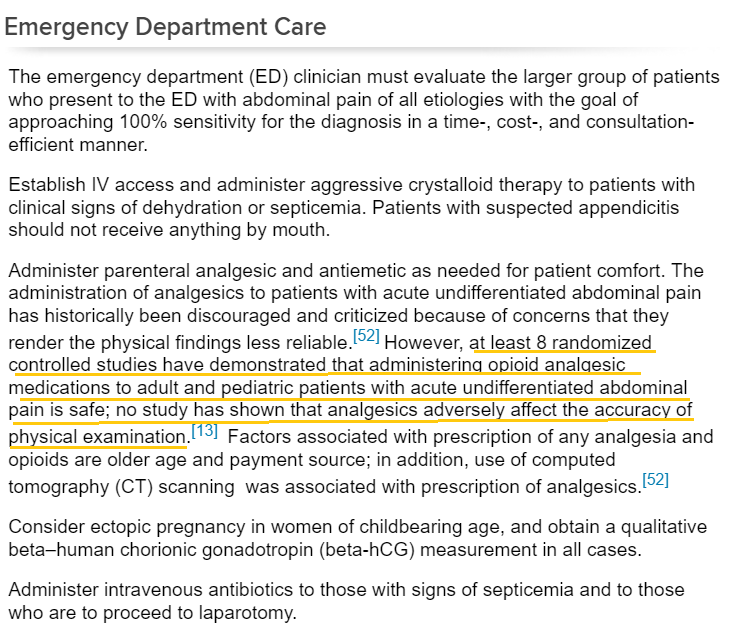 Emergency Department Care
The emergency department (ED) clinician must evaluate the larger group of patients
who present to the ED with abdominal pain of all etiologies with the goal of
approaching 100% sensitivity for the diagnosis in a time-, cost-, and consultation-
efficient manner.
Establish IV access and administer aggressive crystalloid therapy to patients with
clinical signs of dehydration or septicemia. Patients with suspected appendicitis
should not receive anything by mouth.
Administer parenteral analgesic and antiemetic as needed for patient comfort. The
administration of analgesics to patients with acute undifferentiated abdominal pain
has historically been discouraged and criticized because of concerns that they
render the physical findings less reliable.[52] However, at least 8 randomized
controlled studies have demonstrated that administering opioid analgesic
medications to adult and pediatric patients with acute undifferentiated abdominal
pain is safe; no study has shown that analgesics adversely affect the accuracy of
physical examination.[13] Factors associated with prescription of any analgesia and
opioids are older age and payment source; in addition, use of computed
tomography (CT) scanning was associated with prescription of analgesics.[52]
Consider ectopic pregnancy in women of childbearing age, and obtain a qualitative
beta–human chorionic gonadotropin (beta-hCG) measurement in all cases.
Administer intravenous antibiotics to those with signs of septicemia and to those
who are to proceed to laparotomy.